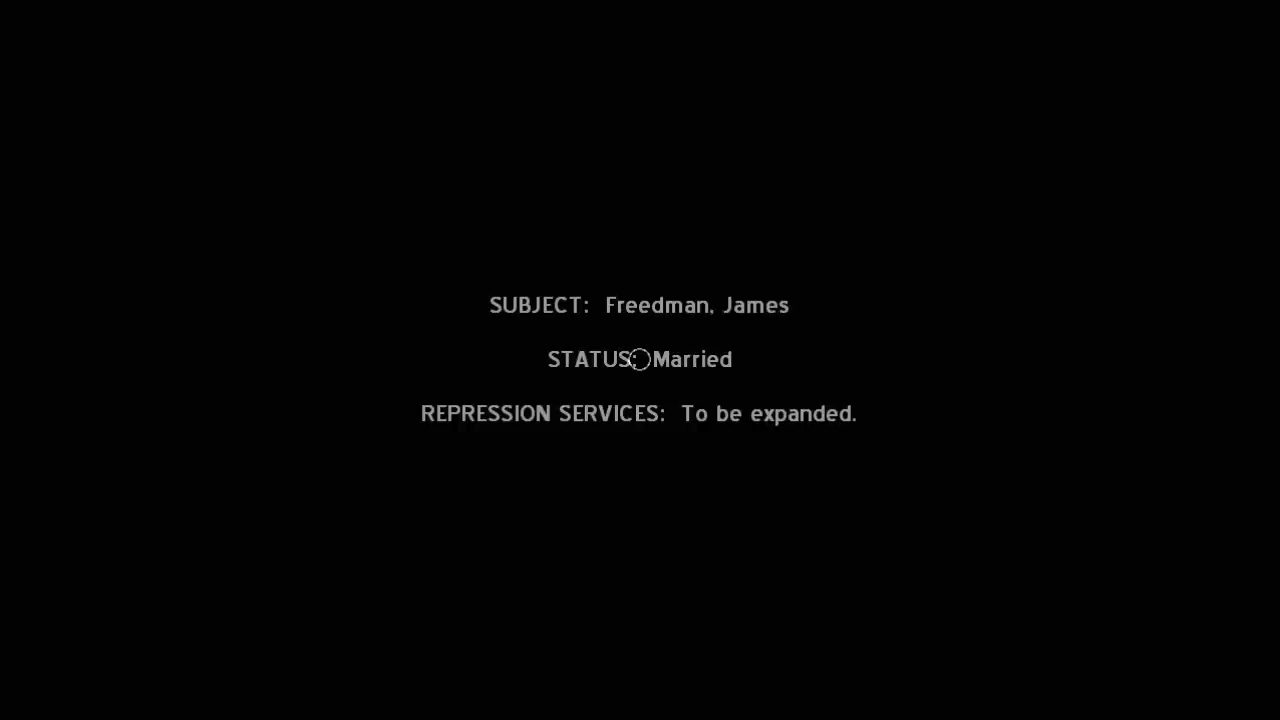 SUBJECT: Freedman, James
STATUS: Married
REPRESSION SERVICES: To be expanded.